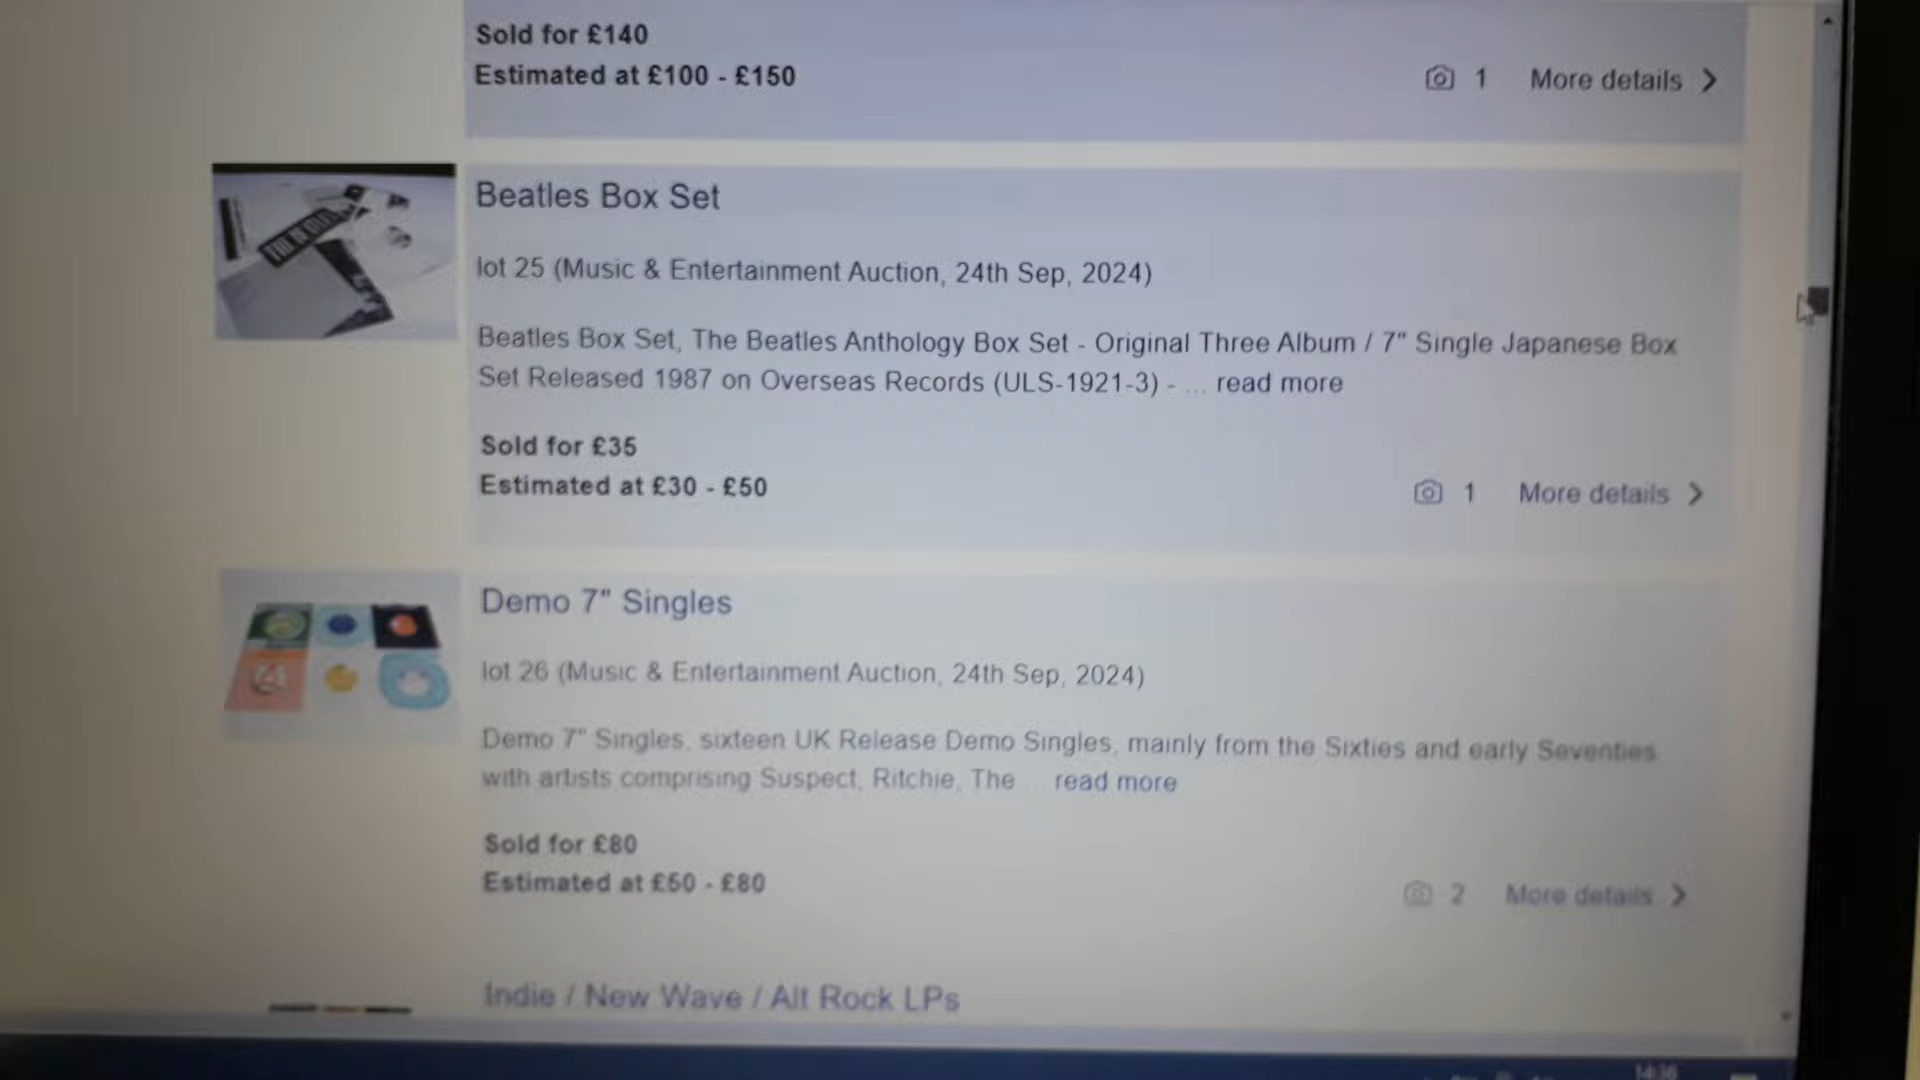 Sold for £140
Estimated at £100 - £150
1 More details
Beatles Box Set
lot 25 (Music & Entertainment Auction, 24th Sep, 2024)
Beatles Box Set, The Beatles Anthology Box Set - Original Three Album / 7" Single Japanese Box
Set Released 1987 on Overseas Records (ULS-1921-3) - ... read more
Sold for £35
Estimated at £30 - £50
1 More details
Demo 7" Singles
lot 26 (Music & Entertainment Auction, 24th Sep, 2024)
Demo 7" Singles, sixteen UK Release Demo Singles, mainly from the Sixties and early Seventies
with artists comprising Suspect, Ritchie, The ... read more
Sold for £80
Estimated at £50 - £80
2 More details
Indie / New Wave / Alt Rock LPs